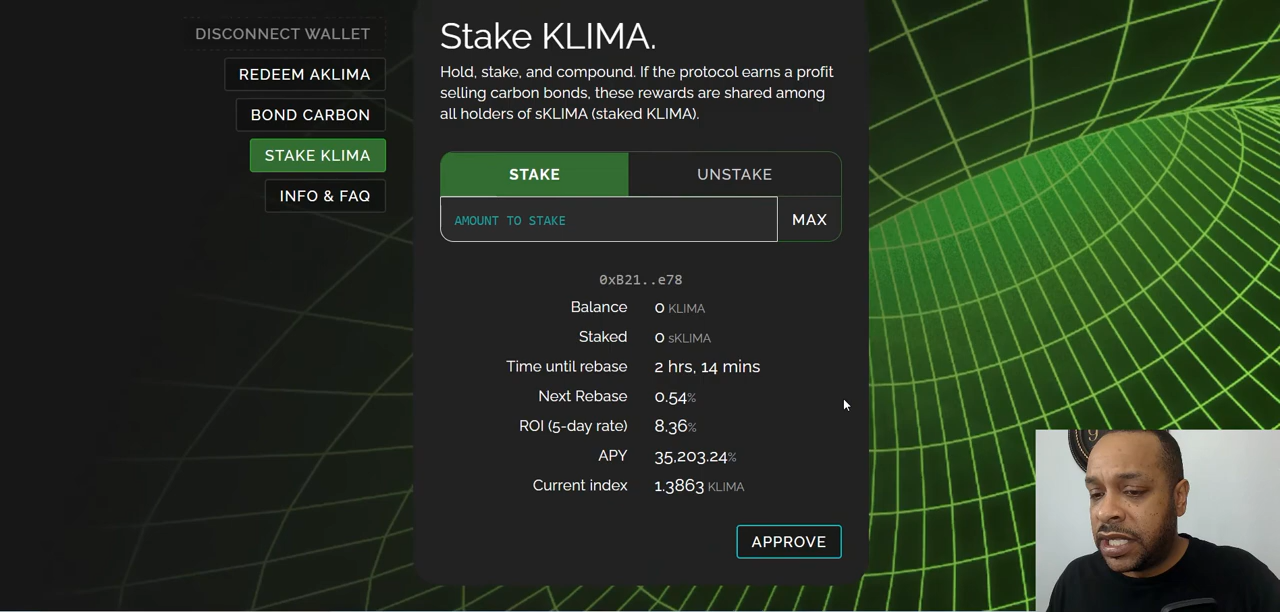 DISCONNECT WALLET
REDEEM AKLIMA
BOND CARBON
STAKE KLIMA
INFO & FAQ
Stake KLIMA.
Hold, stake, and compound. If the protocol earns a profit
selling carbon bonds, these rewards are shared among
all holders of sKLIMA (staked KLIMA).
STAKE UNSTAKE
AMOUNT TO STAKE MAX
0xB21..e78
Balance 0 KLIMA
Staked 0 sKLIMA
Time until rebase 2 hrs, 14 mins
Next Rebase 0.54%
ROI (5-day rate) 8.36%
APY 35,203.24%
Current index 1.3863 KLIMA
APPROVE